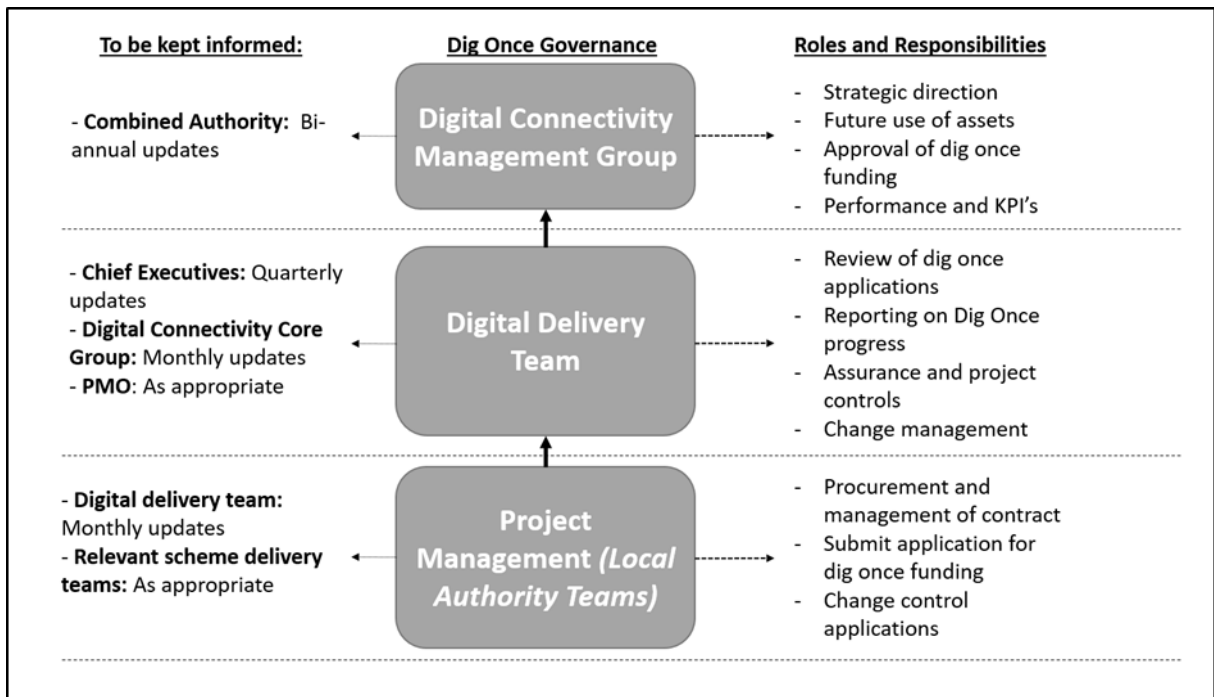 To be kept informed:
Dig Once Governance
Roles and Responsibilities
- Combined Authority: Bi-
annual updates
Digital Connectivity
Management Group
- Strategic direction
- Future use of assets
- Approval of dig once
funding
- Performance and KPI's
- Chief Executives: Quarterly
updates
- Digital Connectivity Core
Group: Monthly updates
- PMO: As appropriate
Digital Delivery
Team
- Review of dig once
applications
- Reporting on Dig Once
progress
- Assurance and project
controls
- Change management
- Digital delivery team:
Monthly updates
- Relevant scheme delivery
teams: As appropriate
Project
Management (Local
Authority Teams)
- Procurement and
management of contract
- Submit application for
dig once funding
- Change control
applications